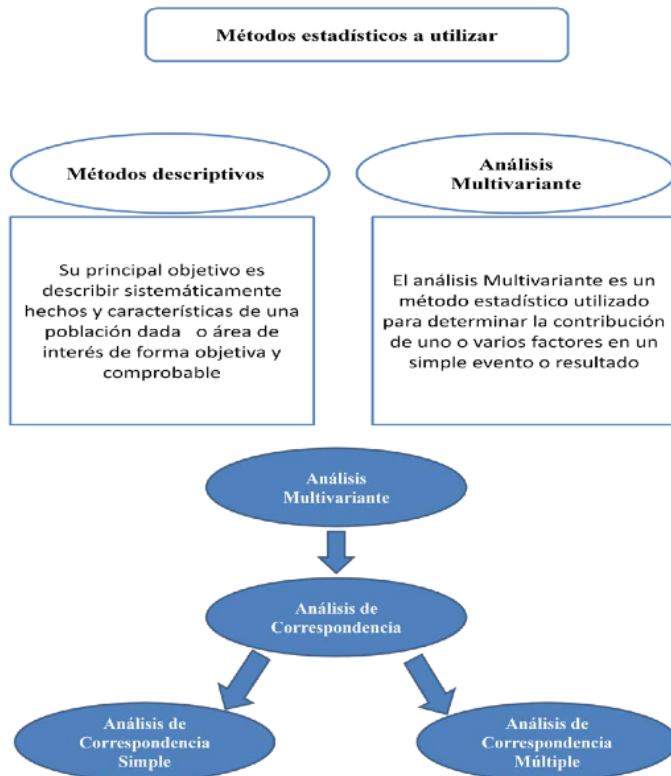 Métodos estadísticos a utilizar
Métodos descriptivos
Análisis
Multivariante
Su principal objetivo es
describir sistemáticamente
hechos y características de una
población dada o área de
interés de forma objetiva y
comprobable
El análisis Multivariante es un
método estadístico utilizado
para determinar la contribución
de uno o varios factores en un
simple evento o resultado
Análisis
Multivariante
Análisis de
Correspondencia
Análisis de
Correspondencia
Simple
Análisis de
Correspondencia
Múltiple